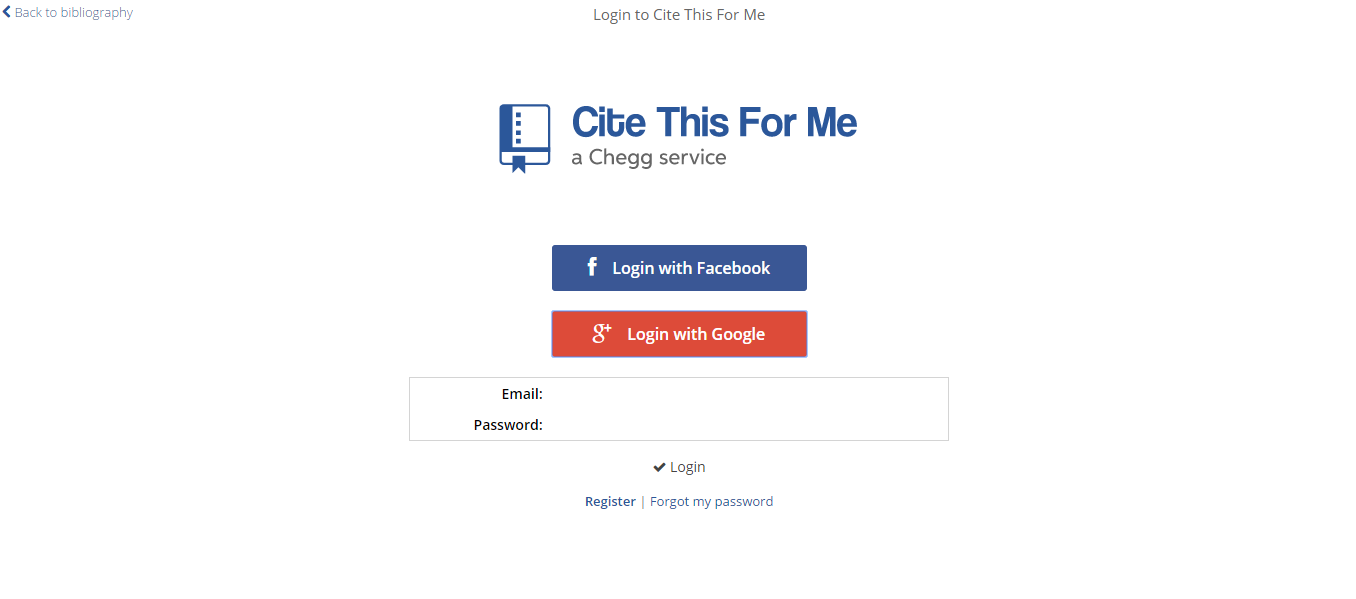 Back to bibliography
Login to Cite This For Me
Cite This For Me
a Chegg service
f Login with Facebook
g+ Login with Google
Email:
Password:
Login
Register | Forgot my password